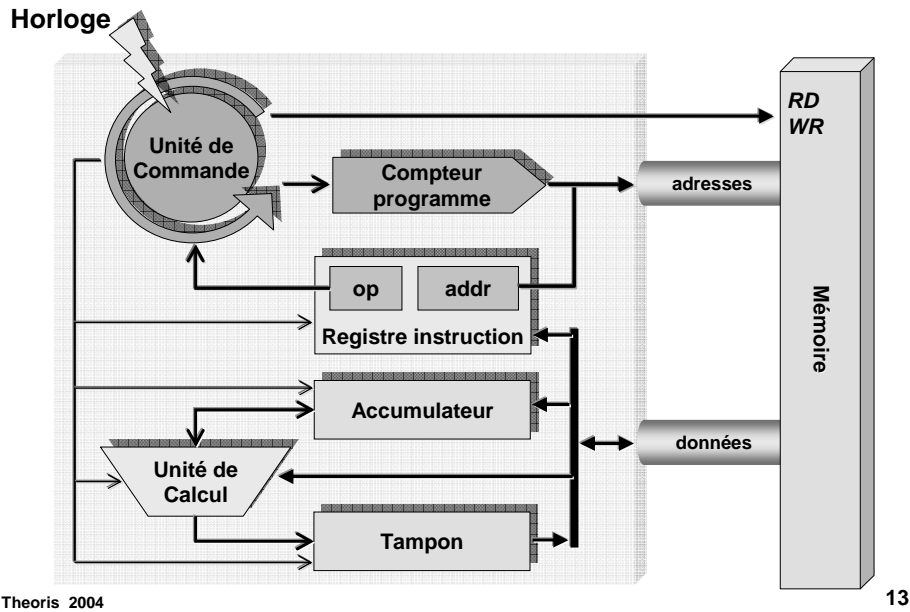 Horloge
RD
WR
Unité de
Commande
Compteur
programme
adresses
op
addr
Registre instruction
Mémoire
Accumulateur
données
Unité de
Calcul
Tampon
Theoris 2004
13